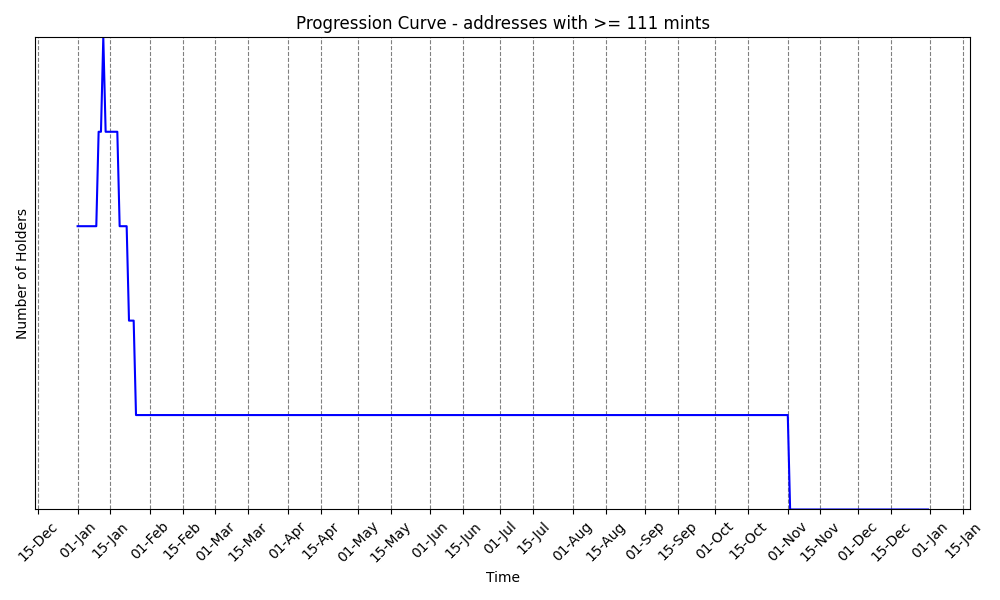 Progression Curve - addresses with >= 111 mints
Number of Holders
15-Dec
01-Jan
15-Jan
01-Feb
15-Feb
01-Mar
15-Mar
01-Apr
15-Apr
01-May
15-May
01-Jun
15-Jun
01-Jul
15-Jul
01-Aug
15-Aug
01-Sep
15-Sep
01-Oct
15-Oct
01-Nov
15-Nov
01-Dec
15-Dec
01-Jan
15-Jan
Time